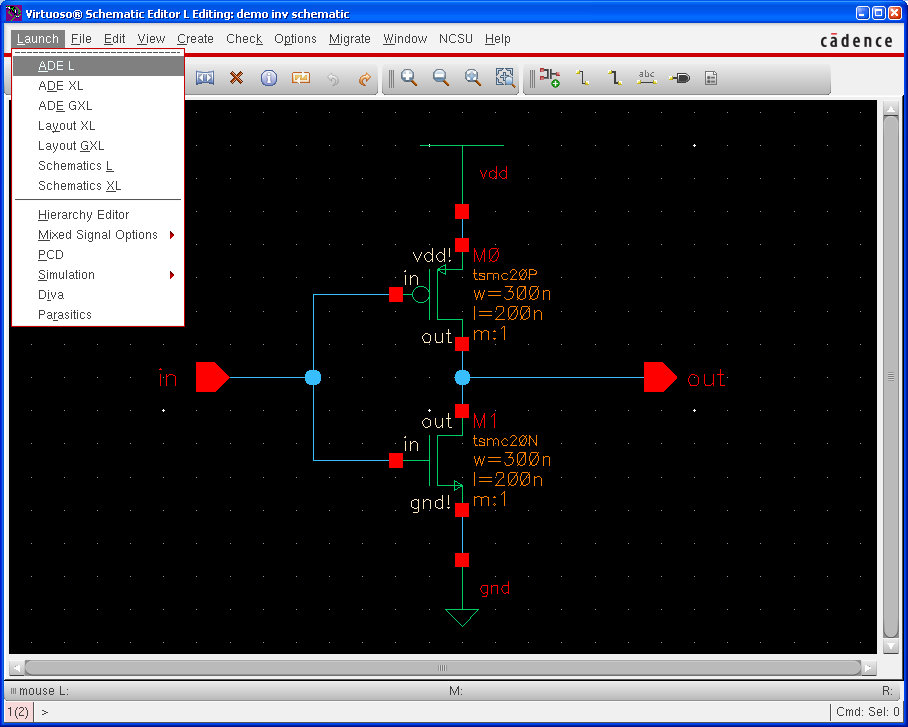 Virtuoso® Schematic Editor L Editing: demo inv schematic
Launch File Edit View Create Check Options Migrate Window NCSU Help
cādence
ADE L
ADE XL
ADE GXL
Layout XL
Layout GXL
Schematics L
Schematics XL
Hierarchy Editor
Mixed Signal Options
PCD
Simulation
Diva
Parasitics
abc
vdd
vdd!
M0
in
tsmc20P
w=300n
l=200n
out
m:1
in
out
out
M1
in
tsmc20N
w=300n
l=200n
gnd!
m:1
gnd
mouse L: M: R:
1(2) > Cmd: Sel: 0